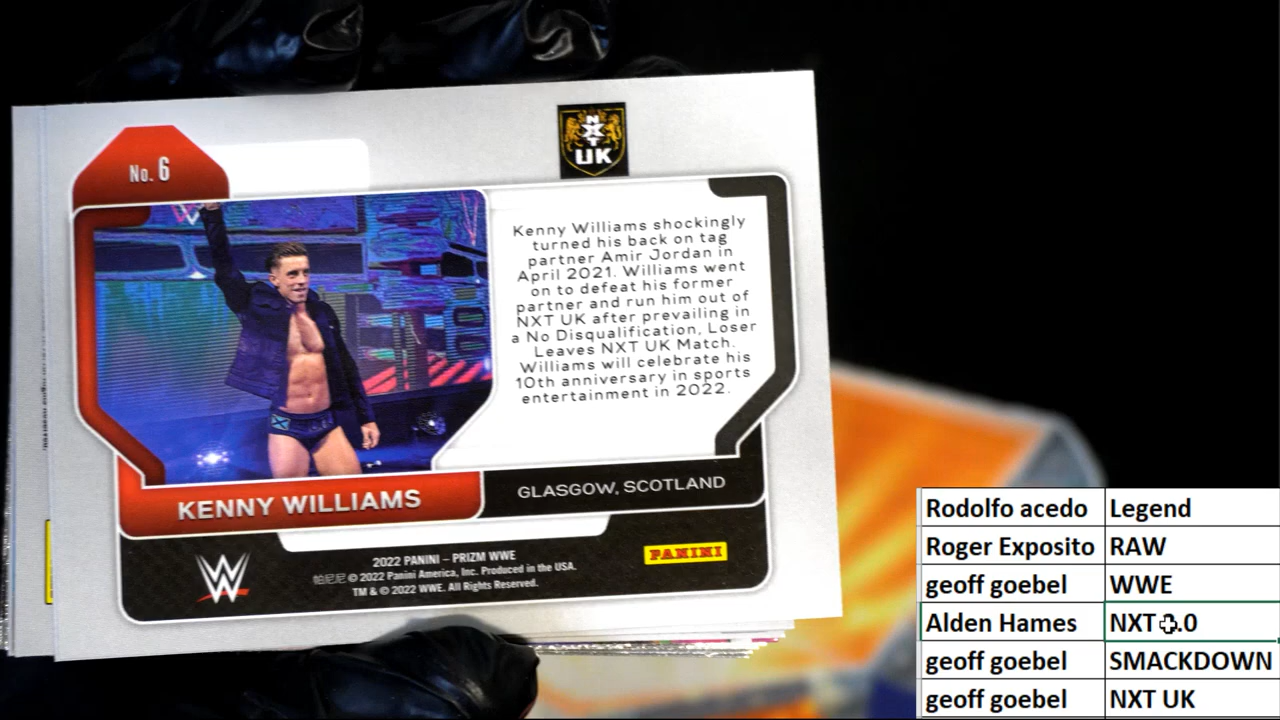 No. 6
NXT
UK
Kenny Williams shockingly
turned his back on tag
partner Amir Jordan in
April 2021. Williams went
on to defeat his former
partner and run him out of
NXT UK after prevailing in
a No Disqualification, Loser
Leaves NXT UK Match.
Williams will celebrate his
10th anniversary in sports
entertainment in 2022.
KENNY WILLIAMS
GLASGOW, SCOTLAND
W
2022 PANINI – PRIZM WWE
帕尼尼 © 2022 Panini America, Inc. Produced in the USA.
TM & © 2022 WWE. All Rights Reserved.
PANINI
Rodolfo acedo Legend
Roger Exposito RAW
geoff goebel WWE
Alden Hames NXT .0
geoff goebel SMACKDOWN
geoff goebel NXT UK